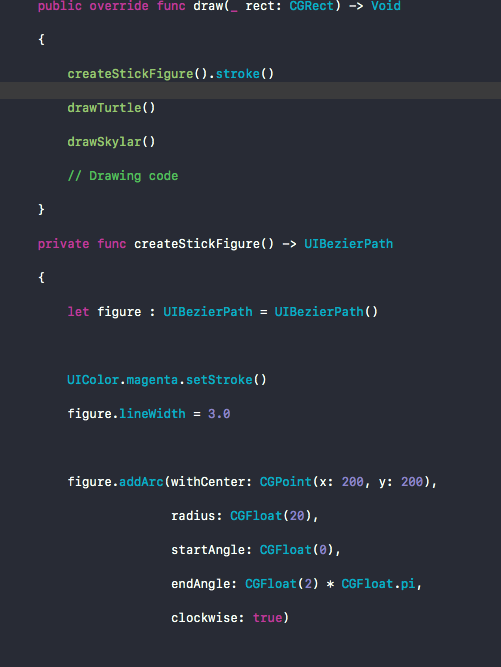 public override func draw(_ rect: CGRect) -> Void
{
createStickFigure().stroke()
drawTurtle()
drawSkylar()
// Drawing code
}
private func createStickFigure() -> UIBezierPath
{
let figure : UIBezierPath = UIBezierPath()
UIColor.magenta.setStroke()
figure.lineWidth = 3.0
figure.addArc(withCenter: CGPoint(x: 200, y: 200),
radius: CGFloat(20),
startAngle: CGFloat(0),
endAngle: CGFloat(2) * CGFloat.pi,
clockwise: true)